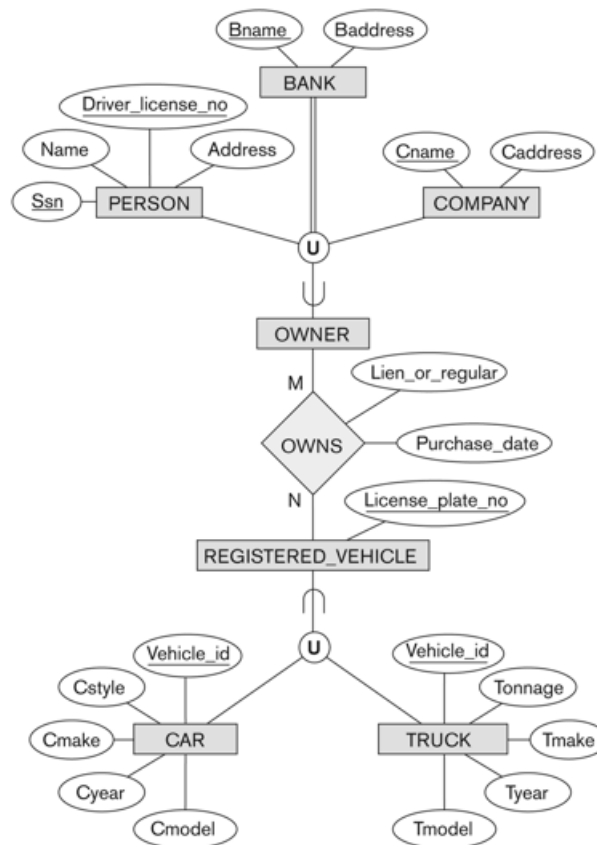 Bname
Baddress
BANK
Driver_license_no
Name
Address
Cname
Caddress
Ssn
PERSON
COMPANY
U
OWNER
M
Lien_or_regular
OWNS
Purchase_date
N
License_plate_no
REGISTERED_VEHICLE
U
Vehicle_id
Vehicle_id
Cstyle
Tonnage
Cmake
CAR
TRUCK
Tmake
Cyear
Tyear
Cmodel
Tmodel